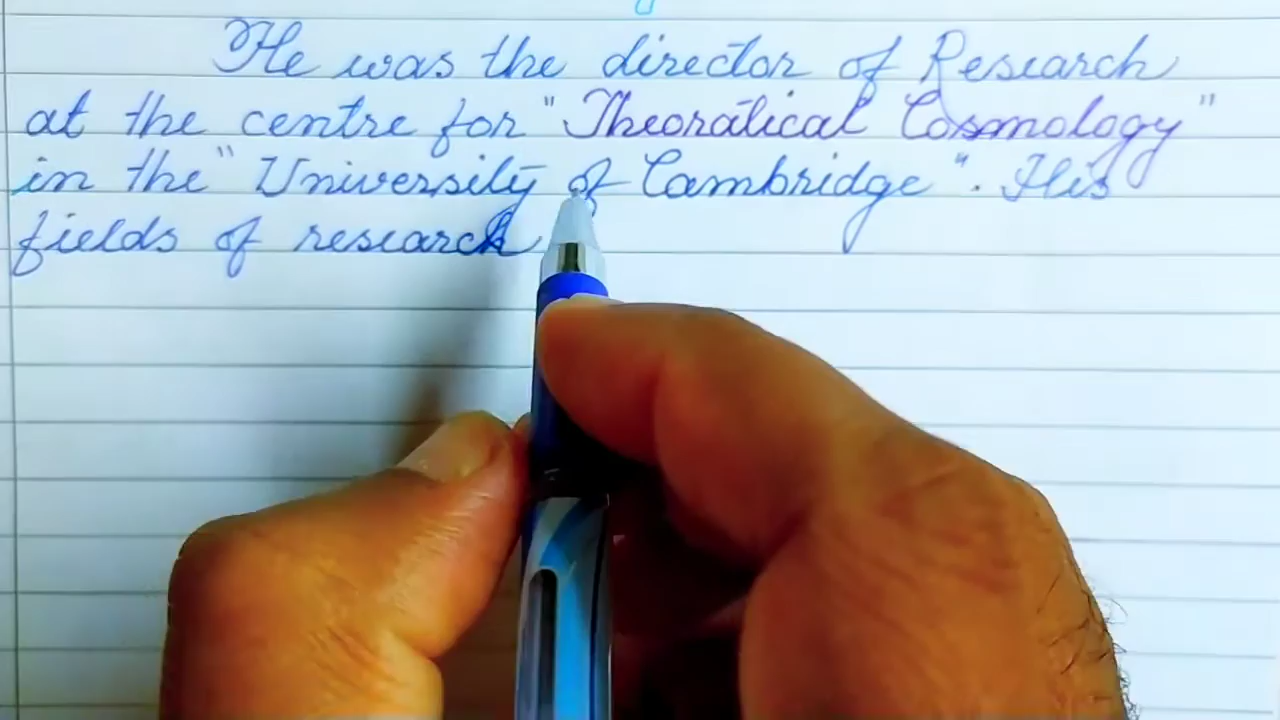 He was the director of Research
at the centre for "Theoratical Cosmology"
in the "University of Cambridge". His
fields of research